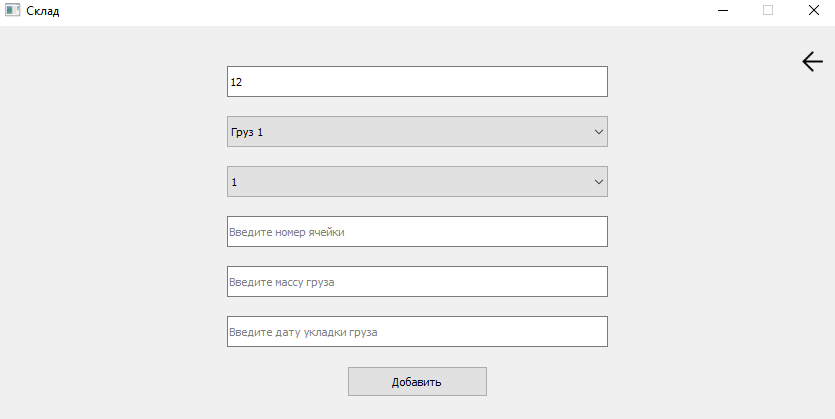 Склад
12
Груз 1
1
Введите номер ячейки
Введите массу груза
Введите дату укладки груза
Добавить